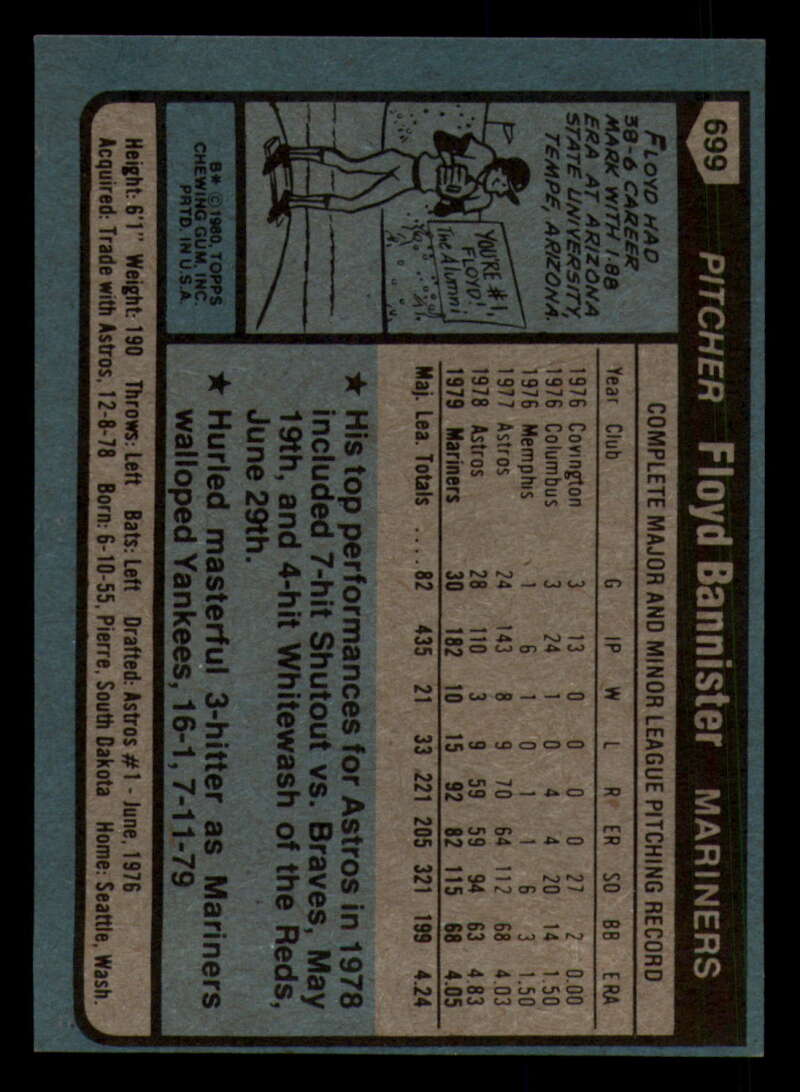 699 PITCHER Floyd Bannister MARINERS
FLOYD HAD
38-6 CAREER
MARK WITH 1.88
ERA AT ARIZONA
STATE UNIVERSITY,
TEMPE, ARIZONA.
YOU'RE #1,
FLOYD!
The Alumni
B* © 1980, TOPPS
CHEWING GUM, INC.
PRTD. IN U.S.A.
COMPLETE MAJOR AND MINOR LEAGUE PITCHING RECORD
Year Club G IP W L R ER SO BB ERA
1976 Covington 3 13 0 0 0 0 27 2 0.00
1976 Columbus 3 24 1 0 4 4 20 14 1.50
1976 Memphis 1 6 1 0 1 1 6 3 1.50
1977 Astros 24 143 8 9 70 64 112 68 4.03
1978 Astros 28 110 3 9 59 59 94 63 4.83
1979 Mariners 30 182 10 15 92 82 115 68 4.05
Maj. Lea. Totals .... 82 435 21 33 221 205 321 199 4.24
★ His top performances for Astros in 1978
included 7-hit Shutout vs. Braves, May
19th, and 4-hit Whitewash of the Reds,
June 29th.
★ Hurled masterful 3-hitter as Mariners
walloped Yankees, 16-1, 7-11-79
Height: 6'1" Weight: 190 Throws: Left Bats: Left Drafted: Astros #1 - June, 1976
Acquired: Trade with Astros, 12-8-78 Born: 6-10-55, Pierre, South Dakota Home: Seattle, Wash.